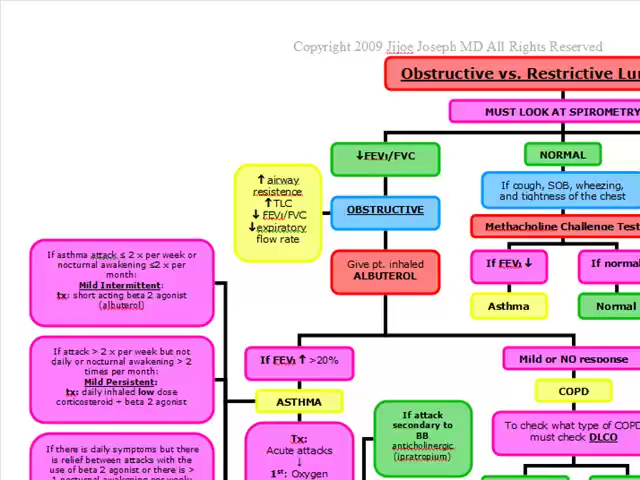 Copyright 2009 Jijoe Joseph MD All Rights Reserved
Obstructive vs. Restrictive Lu
MUST LOOK AT SPIROMETRY
↓FEV₁/FVC
NORMAL
↑ airway
resistence
↑TLC
↓ FEV₁/FVC
↓expiratory
flow rate
OBSTRUCTIVE
If cough, SOB, wheezing,
and tightness of the chest
Methacholine Challenge Test
Give pt. inhaled
ALBUTEROL
If FEV₁ ↓
If normal
Asthma
Normal
If asthma attack ≤ 2 x per week or
nocturnal awakening ≤2 x per
month:
Mild Intermittent:
tx: short acting beta 2 agonist
(albuterol)
If attack > 2 x per week but not
daily or nocturnal awakening > 2
times per month:
Mild Persistent:
tx: daily inhaled low dose
corticosteroid + beta 2 agonist
If FEV₁ ↑ >20%
Mild or NO response
ASTHMA
COPD
If attack
secondary to
BB
anticholinergic
(ipratropium)
To check what type of COPD
must check DLCO
Tx:
Acute attacks
↓
1st: Oxygen
If there is daily symptoms but there
is relief between attacks with the
use of beta 2 agonist or there is >
1 nocturnal awakening per week: